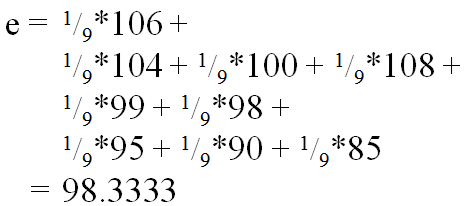 e = 1/9*106 +
1/9*104 + 1/9*100 + 1/9*108 +
1/9*99 + 1/9*98 +
1/9*95 + 1/9*90 + 1/9*85
= 98.3333